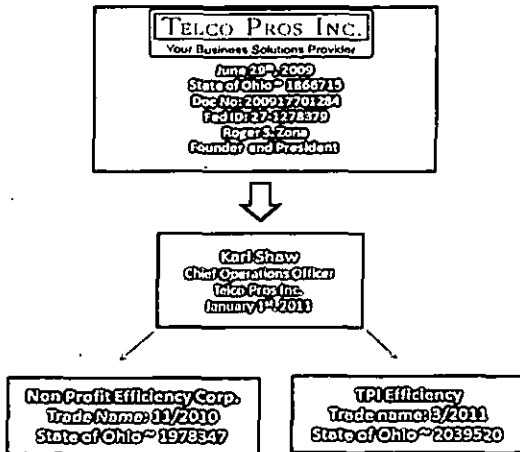 TELCO PROS INC.
Your Business Solutions Provider
June 29th, 2009
State of Ohio ~ 1866715
Doc No: 200917701284
Fed ID: 27-1278379
Roger S. Zona
Founder and President
Karl Shaw
Chief Operations Officer
Telco Pros Inc.
January 1st, 2011
Non Profit Efficiency Corp.
Trade Name: 11/2010
State of Ohio ~ 1978347
TPI Efficiency
Trade name: 3/2011
State of Ohio ~ 2039520